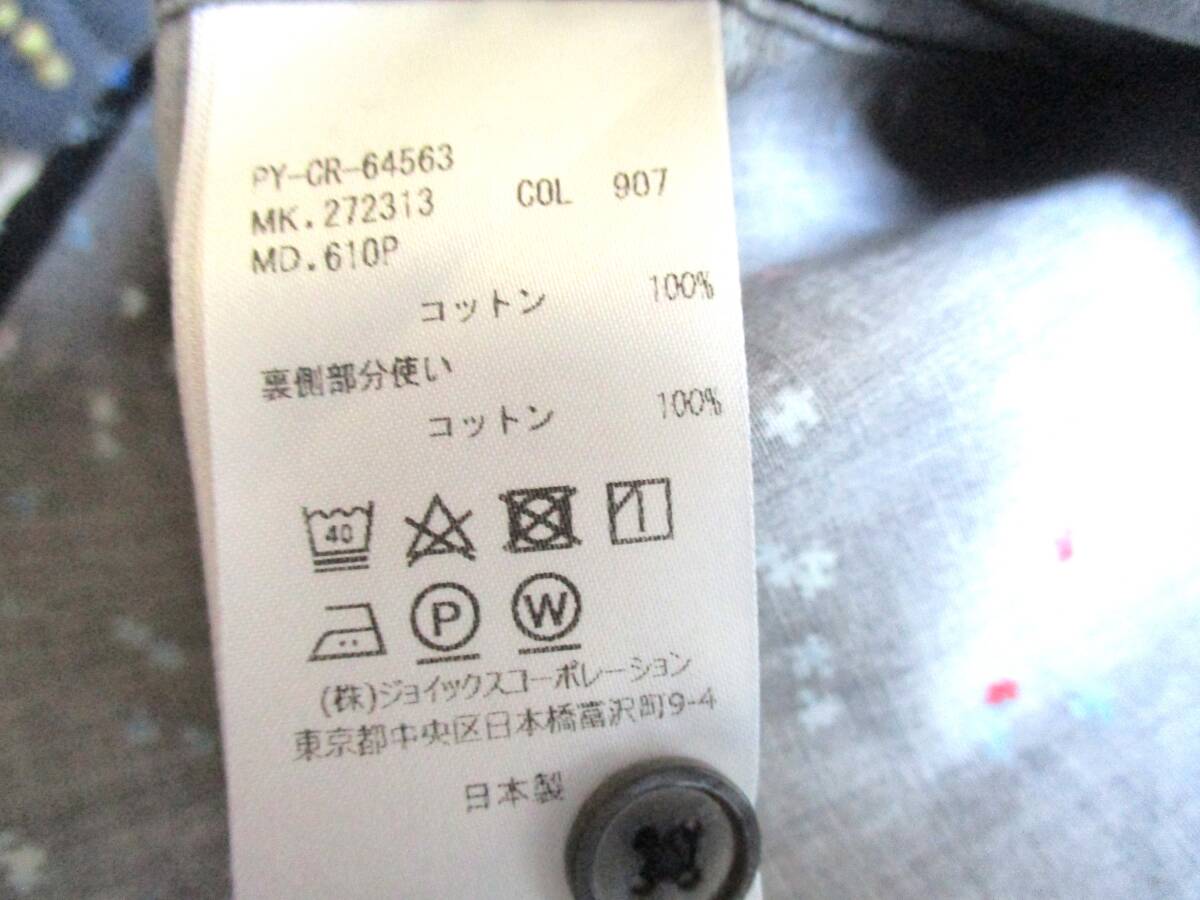 PY-CR-64563
MK.272313 COL 907
MD.610P
コットン 100%
裏側部分使い
コットン 100%
40
P W
(株)ジョイックスコーポレーション
東京都中央区日本橋富沢町9-4
日本製